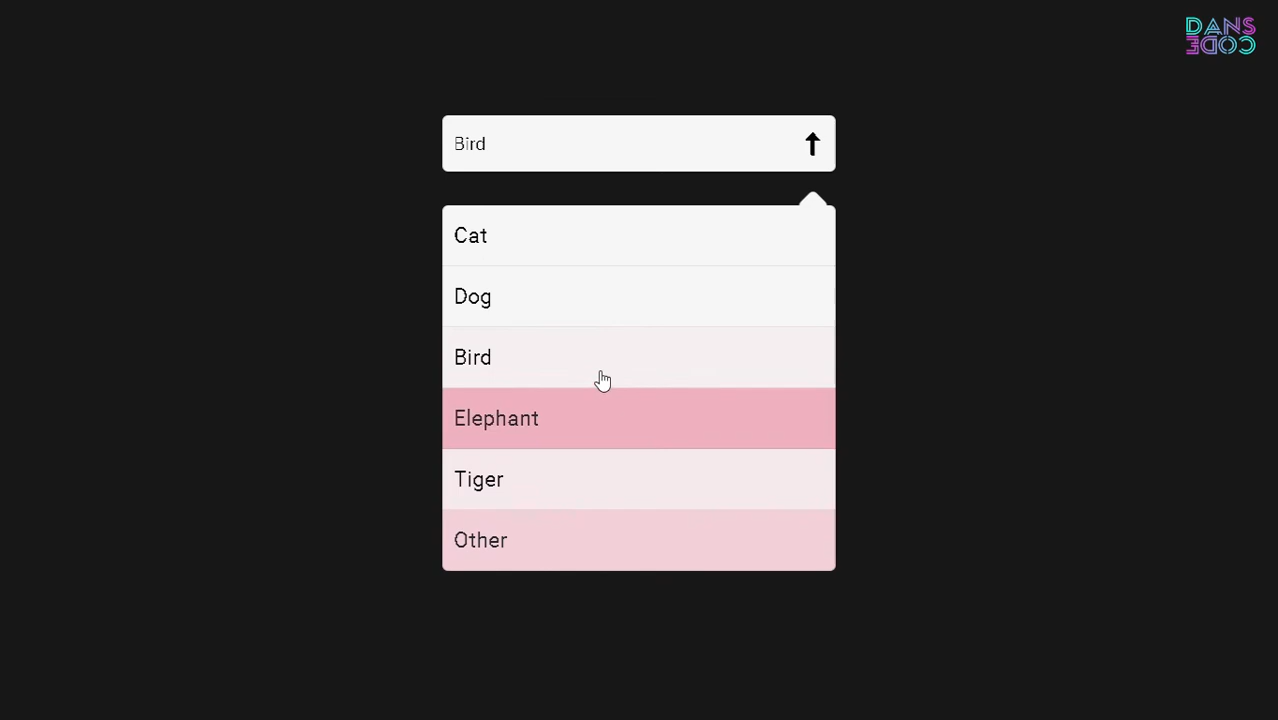 DANS
CODE
Bird
Cat
Dog
Bird
Elephant
Tiger
Other